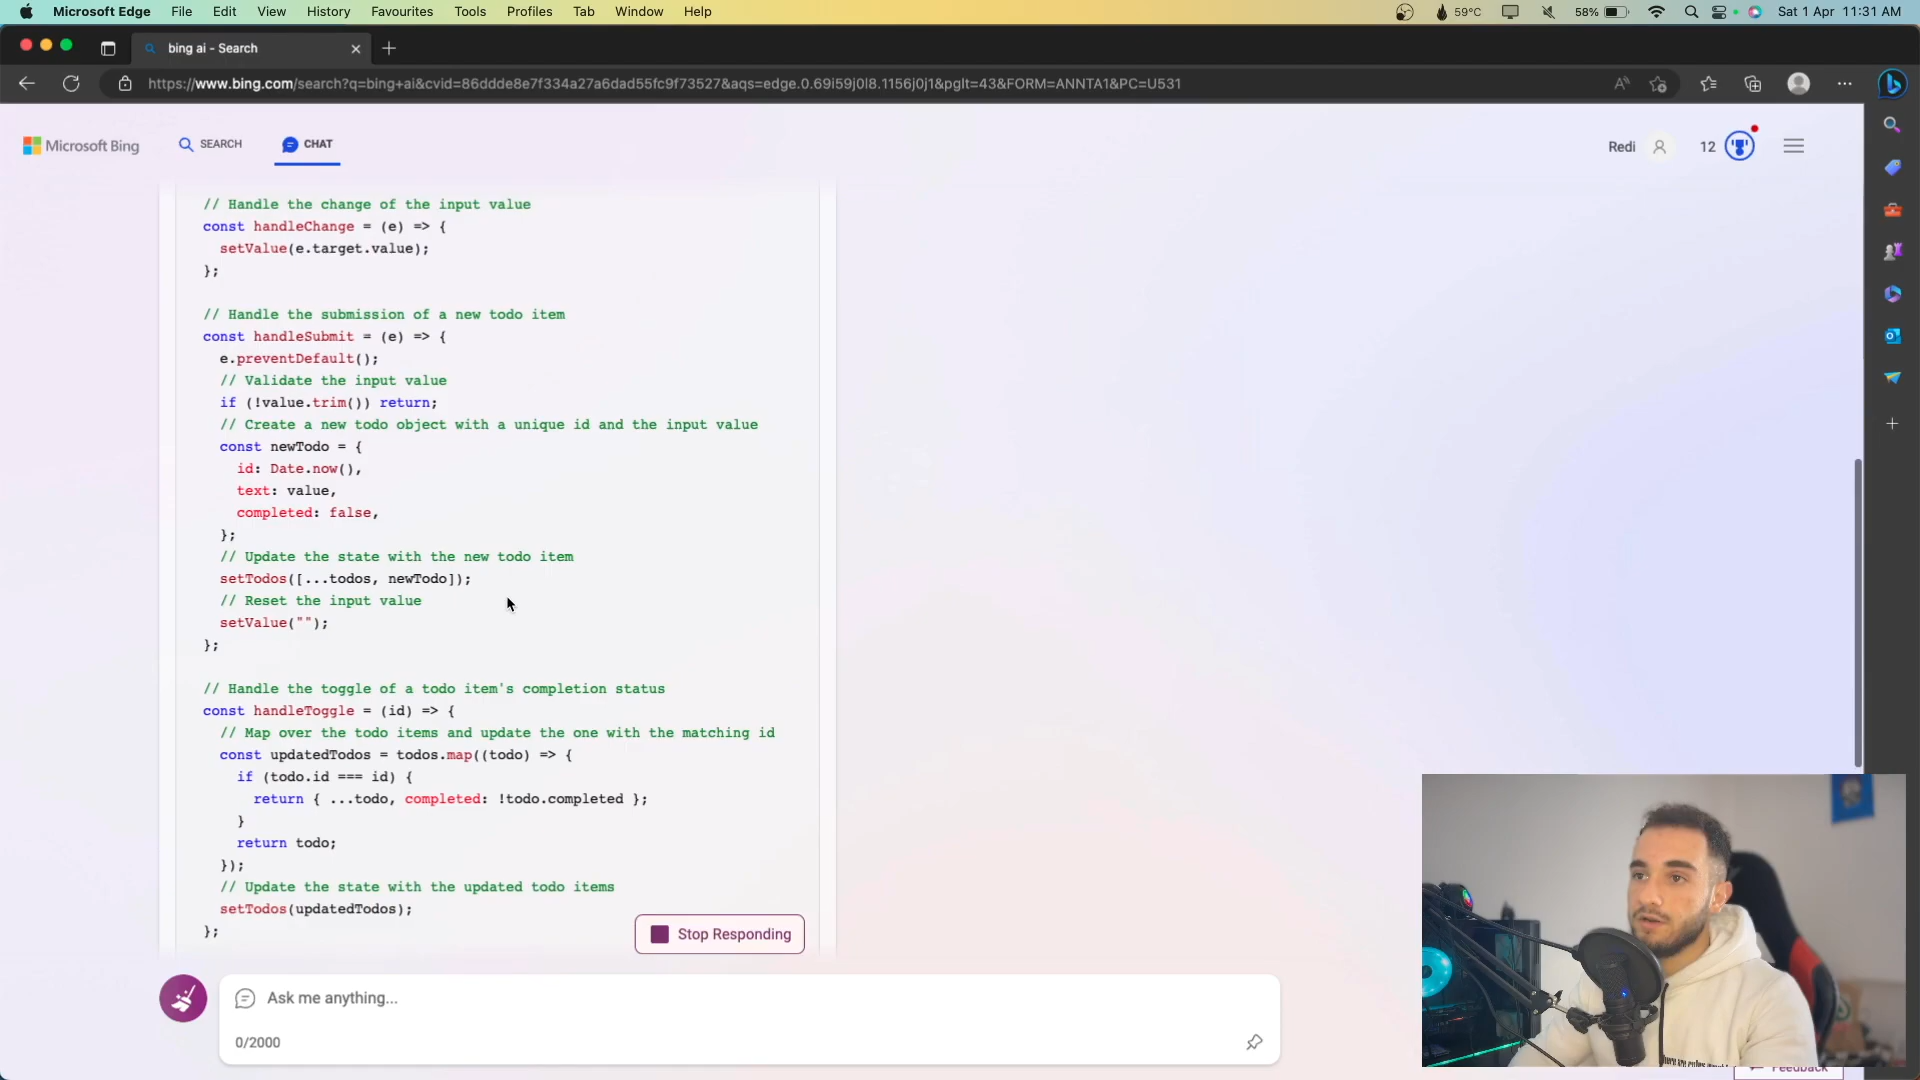 Microsoft Edge File Edit View History Favourites Tools Profiles Tab Window Help 59°C 58% Sat 1 Apr 11:31 AM
bing ai - Search
https://www.bing.com/search?q=bing+ai&cvid=86ddde8e7f334a27a6dad55fc9f73527&aqs=edge.0.69i59j0l8.1156j0j1&pglt=43&FORM=ANNTA1&PC=U531
Microsoft Bing SEARCH CHAT Redi 12
// Handle the change of the input value
const handleChange = (e) => {
setValue(e.target.value);
};
// Handle the submission of a new todo item
const handleSubmit = (e) => {
e.preventDefault();
// Validate the input value
if (!value.trim()) return;
// Create a new todo object with a unique id and the input value
const newTodo = {
id: Date.now(),
text: value,
completed: false,
};
// Update the state with the new todo item
setTodos([...todos, newTodo]);
// Reset the input value
setValue("");
};
// Handle the toggle of a todo item's completion status
const handleToggle = (id) => {
// Map over the todo items and update the one with the matching id
const updatedTodos = todos.map((todo) => {
if (todo.id === id) {
return { ...todo, completed: !todo.completed };
}
return todo;
});
// Update the state with the updated todo items
setTodos(updatedTodos);
};
Stop Responding
Ask me anything...
0/2000
Feedback